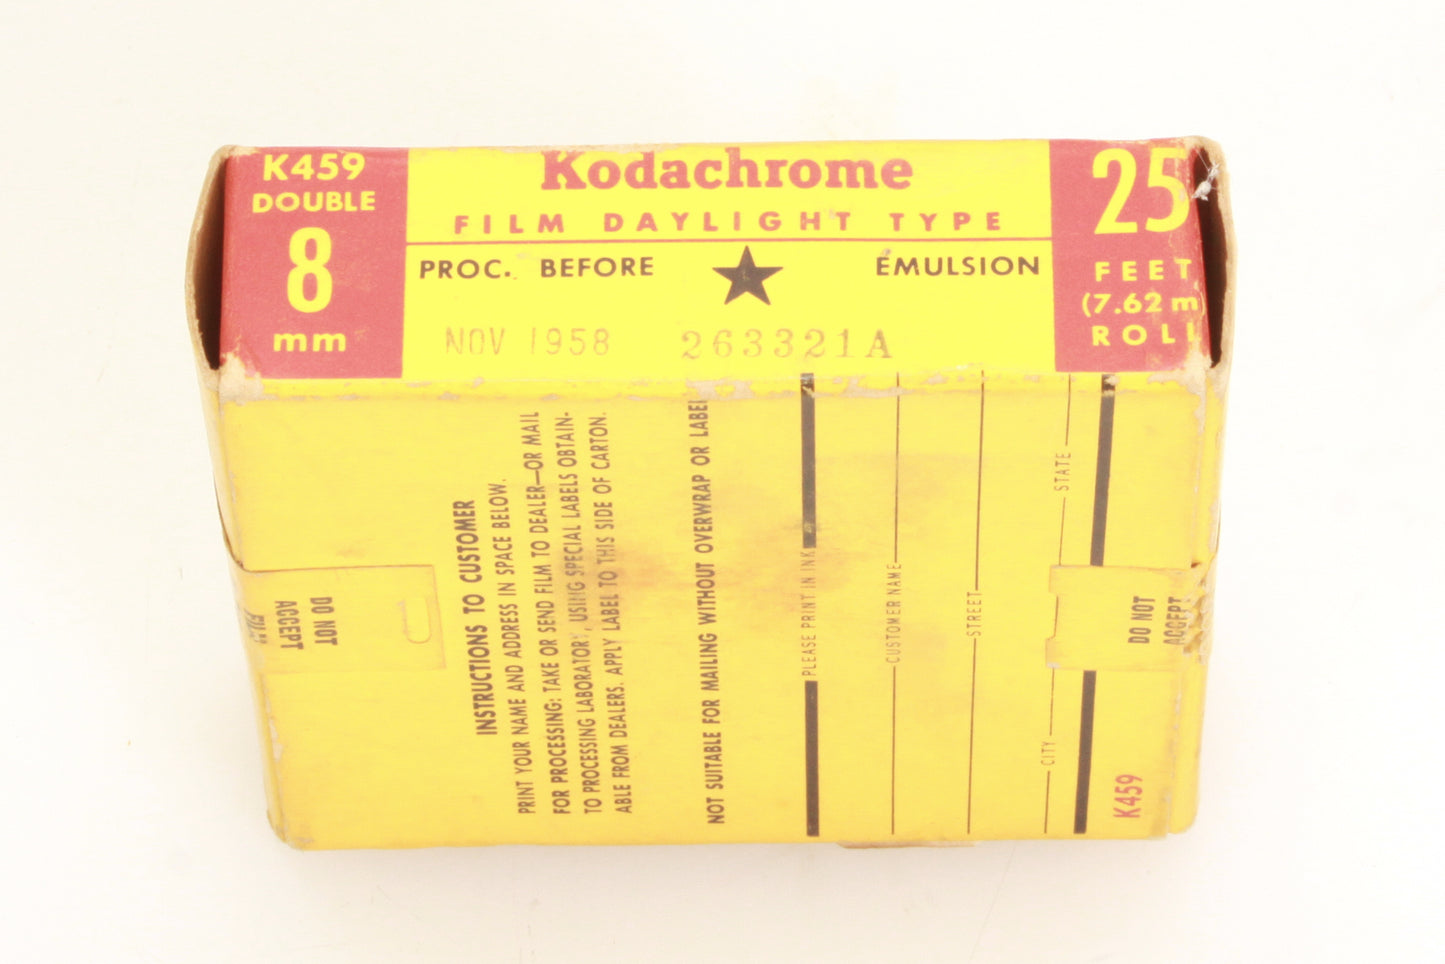 K459
DOUBLE
8
mm
Kodachrome
FILM DAYLIGHT TYPE
PROC. BEFORE ★ EMULSION
NOV 1958 263321A
25
FEET
(7.62 m)
ROLL
INSTRUCTIONS TO CUSTOMER
PRINT YOUR NAME AND ADDRESS IN SPACE BELOW.
FOR PROCESSING: TAKE OR SEND FILM TO DEALER—OR MAIL
TO PROCESSING LABORATORY, USING SPECIAL LABELS OBTAIN-
ABLE FROM DEALERS. APPLY LABEL TO THIS SIDE OF CARTON.
NOT SUITABLE FOR MAILING WITHOUT OVERWRAP OR LABEL
PLEASE PRINT IN INK
CUSTOMER NAME
STREET
CITY STATE
K459
DO NOT
ACCEPT
DO NOT
ACCEPT